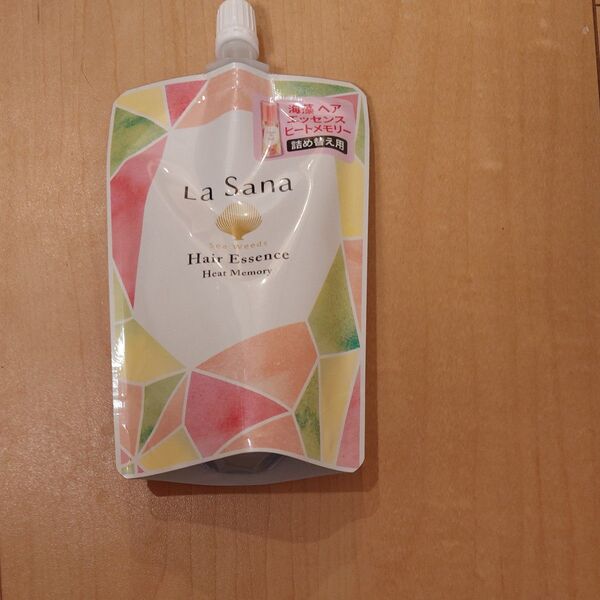 海藻 ヘア
エッセンス
ヒートメモリー
詰め替え用
La Sana
Sea Weeds
Hair Essence
Heat Memory